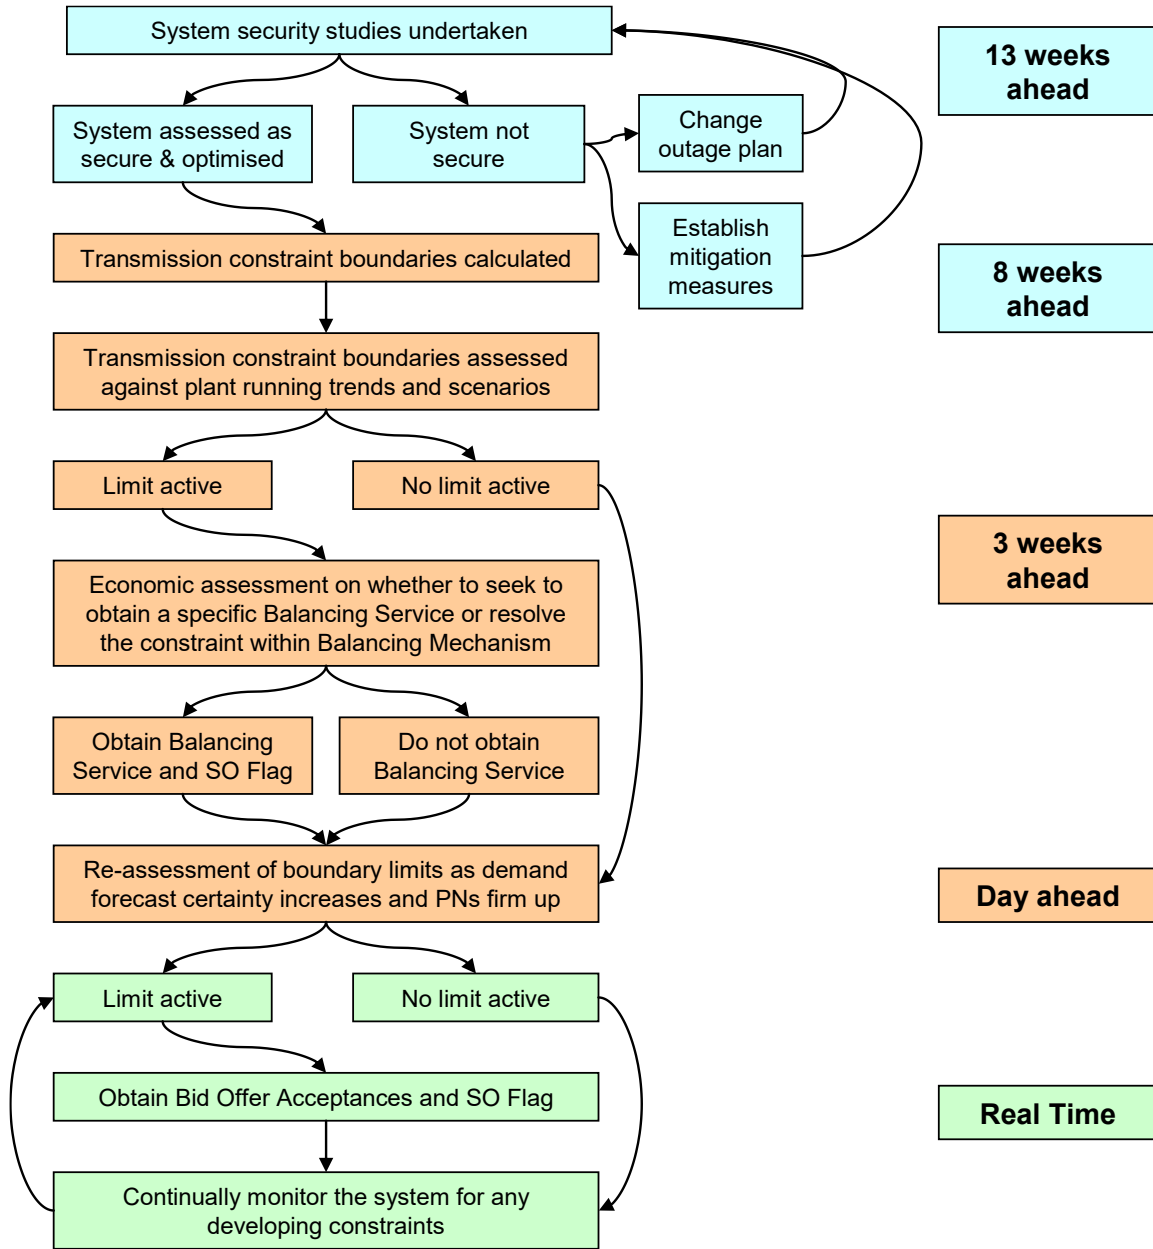 System security studies undertaken
13 weeks
ahead
System assessed as
secure & optimised
System not
secure
Change
outage plan
Establish
mitigation
measures
8 weeks
ahead
Transmission constraint boundaries calculated
Transmission constraint boundaries assessed
against plant running trends and scenarios
Limit active
No limit active
3 weeks
ahead
Economic assessment on whether to seek to
obtain a specific Balancing Service or resolve
the constraint within Balancing Mechanism
Obtain Balancing
Service and SO Flag
Do not obtain
Balancing Service
Re-assessment of boundary limits as demand
forecast certainty increases and PNs firm up
Day ahead
Limit active
No limit active
Obtain Bid Offer Acceptances and SO Flag
Real Time
Continually monitor the system for any
developing constraints